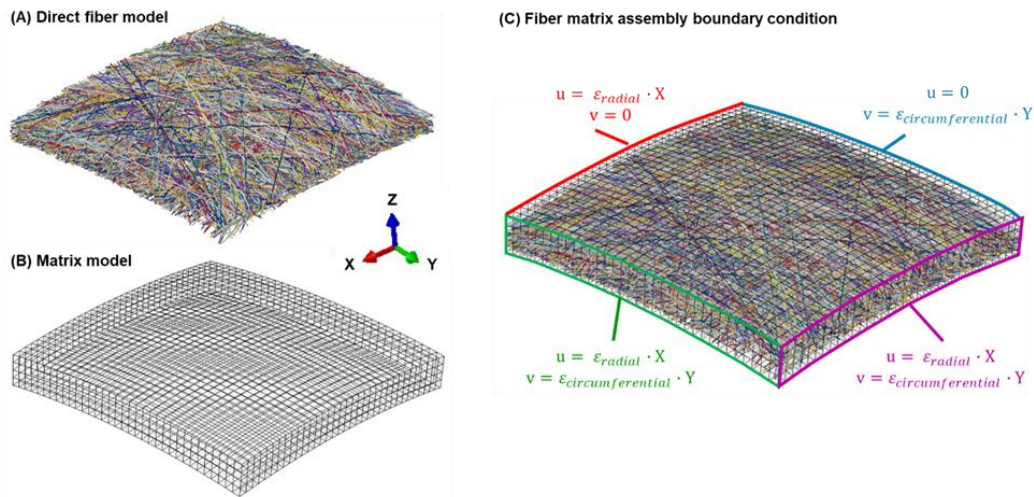 (A) Direct fiber model
(B) Matrix model
Z
X
Y
(C) Fiber matrix assembly boundary condition
u = ε_radial · X
v = 0
u = 0
v = ε_circumferential · Y
u = ε_radial · X
v = ε_circumferential · Y
u = ε_radial · X
v = ε_circumferential · Y